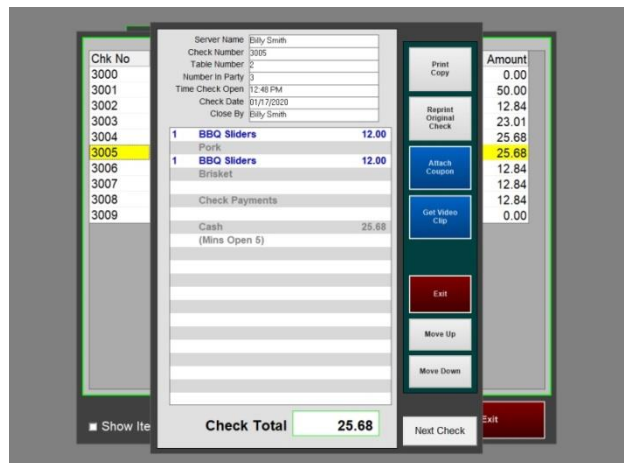 Chk No
3000
3001
3002
3003
3004
3005
3006
3007
3008
3009
Show Ite
Server Name Billy Smith
Check Number 3005
Table Number 2
Number In Party 3
Time Check Open 12:48 PM
Check Date 01/17/2020
Close By Billy Smith
1 BBQ Sliders 12.00
Pork
1 BBQ Sliders 12.00
Brisket
Check Payments
Cash 25.68
(Mins Open 5)
Check Total 25.68
Print
Copy
Reprint
Original
Check
Attach
Coupon
Get Video
Clip
Exit
Move Up
Move Down
Next Check
Amount
0.00
50.00
12.84
23.01
25.68
25.68
12.84
12.84
12.84
0.00
Exit